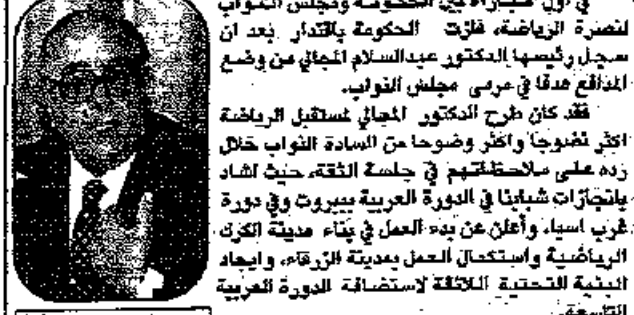 في اول مباراة بين الحكومة ومجلس النواب
لنصرة الرياضة، فازت الحكومة باقتدار بعد ان
سجل رئيسها الدكتور عبدالسلام المجالي من وضع
المدافع هدفا في مرمى مجلس النواب.
فقد كان طرح الدكتور المجالي لمستقبل الرياضة
اكثر نضوجا واكثر وضوحا من السادة النواب خلال
رده على ملاحظاتهم في جلسة الثقة، حيث اشاد
بانجازات شبابنا في الدورة العربية ببيروت وفي دورة
غرب اسيا، وأعلن عن بدء العمل في بناء مدينة الكرك
الرياضية واستكمال العمل بمدينة الزرقاء، وايجاد
البنية التحتية اللائقة لاستضافة الدورة العربية
التاسعة.